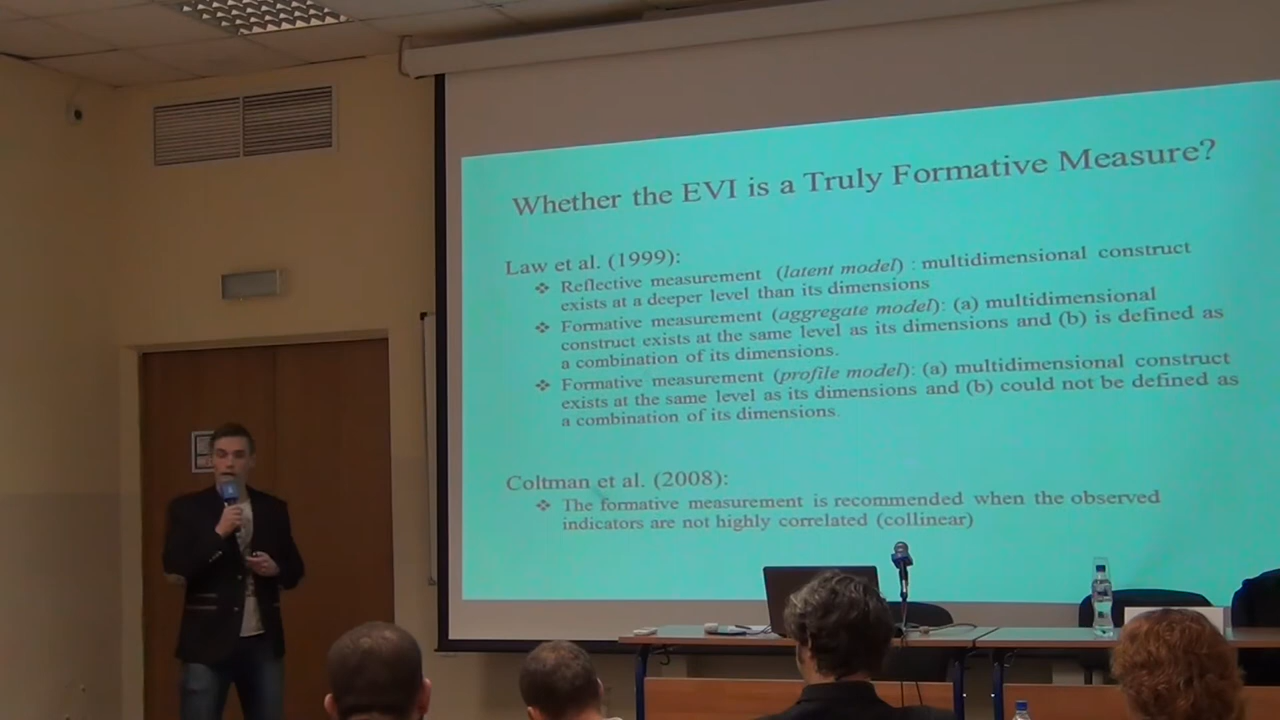 Whether the EVI is a Truly Formative Measure?
Law et al. (1999):
❖ Reflective measurement (latent model) : multidimensional construct
exists at a deeper level than its dimensions
❖ Formative measurement (aggregate model): (a) multidimensional
construct exists at the same level as its dimensions and (b) is defined as
a combination of its dimensions.
❖ Formative measurement (profile model): (a) multidimensional construct
exists at the same level as its dimensions and (b) could not be defined as
a combination of its dimensions.
Coltman et al. (2008):
❖ The formative measurement is recommended when the observed
indicators are not highly correlated (collinear)